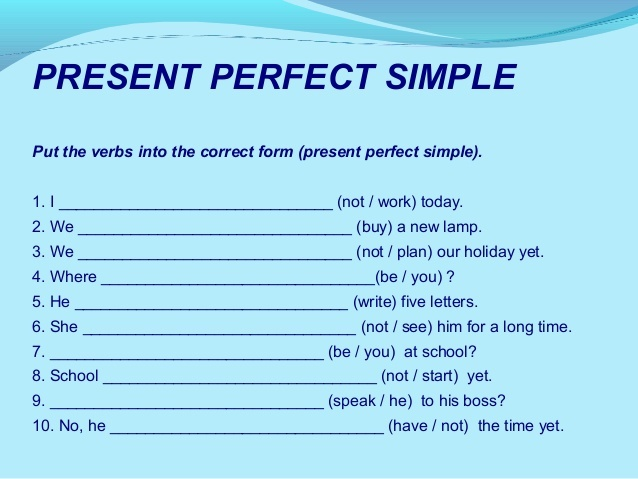 PRESENT PERFECT SIMPLE
Put the verbs into the correct form (present perfect simple).
1. I _______________________________ (not / work) today.
2. We _______________________________ (buy) a new lamp.
3. We _______________________________ (not / plan) our holiday yet.
4. Where _______________________________(be / you) ?
5. He _______________________________ (write) five letters.
6. She _______________________________ (not / see) him for a long time.
7. _______________________________ (be / you)  at school?
8. School _______________________________ (not / start)  yet.
9. _______________________________ (speak / he)  to his boss?
10. No, he _______________________________ (have / not)  the time yet.